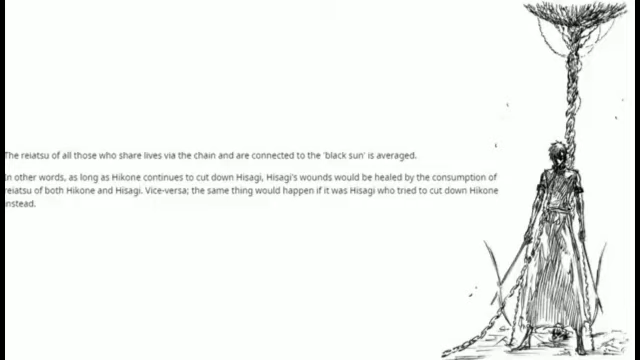 The reiatsu of all those who share lives via the chain and are connected to the 'black sun' is averaged.
In other words, as long as Hikone continues to cut down Hisagi, Hisagi's wounds would be healed by the consumption of
reiatsu of both Hikone and Hisagi. Vice-versa; the same thing would happen if it was Hisagi who tried to cut down Hikone
instead.